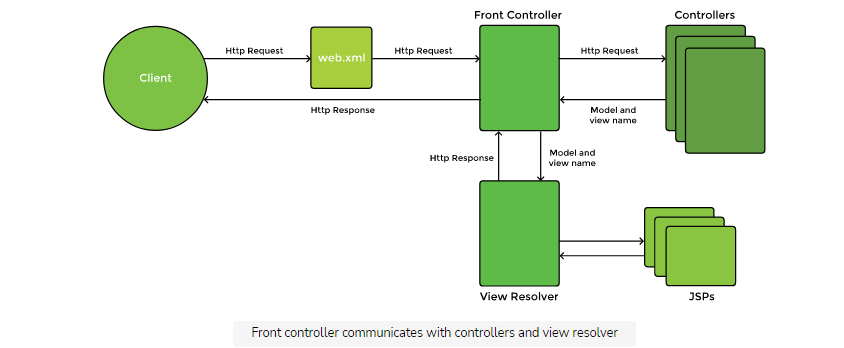 Front Controller
Controllers
Http Request
Http Request
Http Request
web.xml
Client
Http Response
Model and
view name
Http Response
Model and
view name
View Resolver
JSPs
Front controller communicates with controllers and view resolver